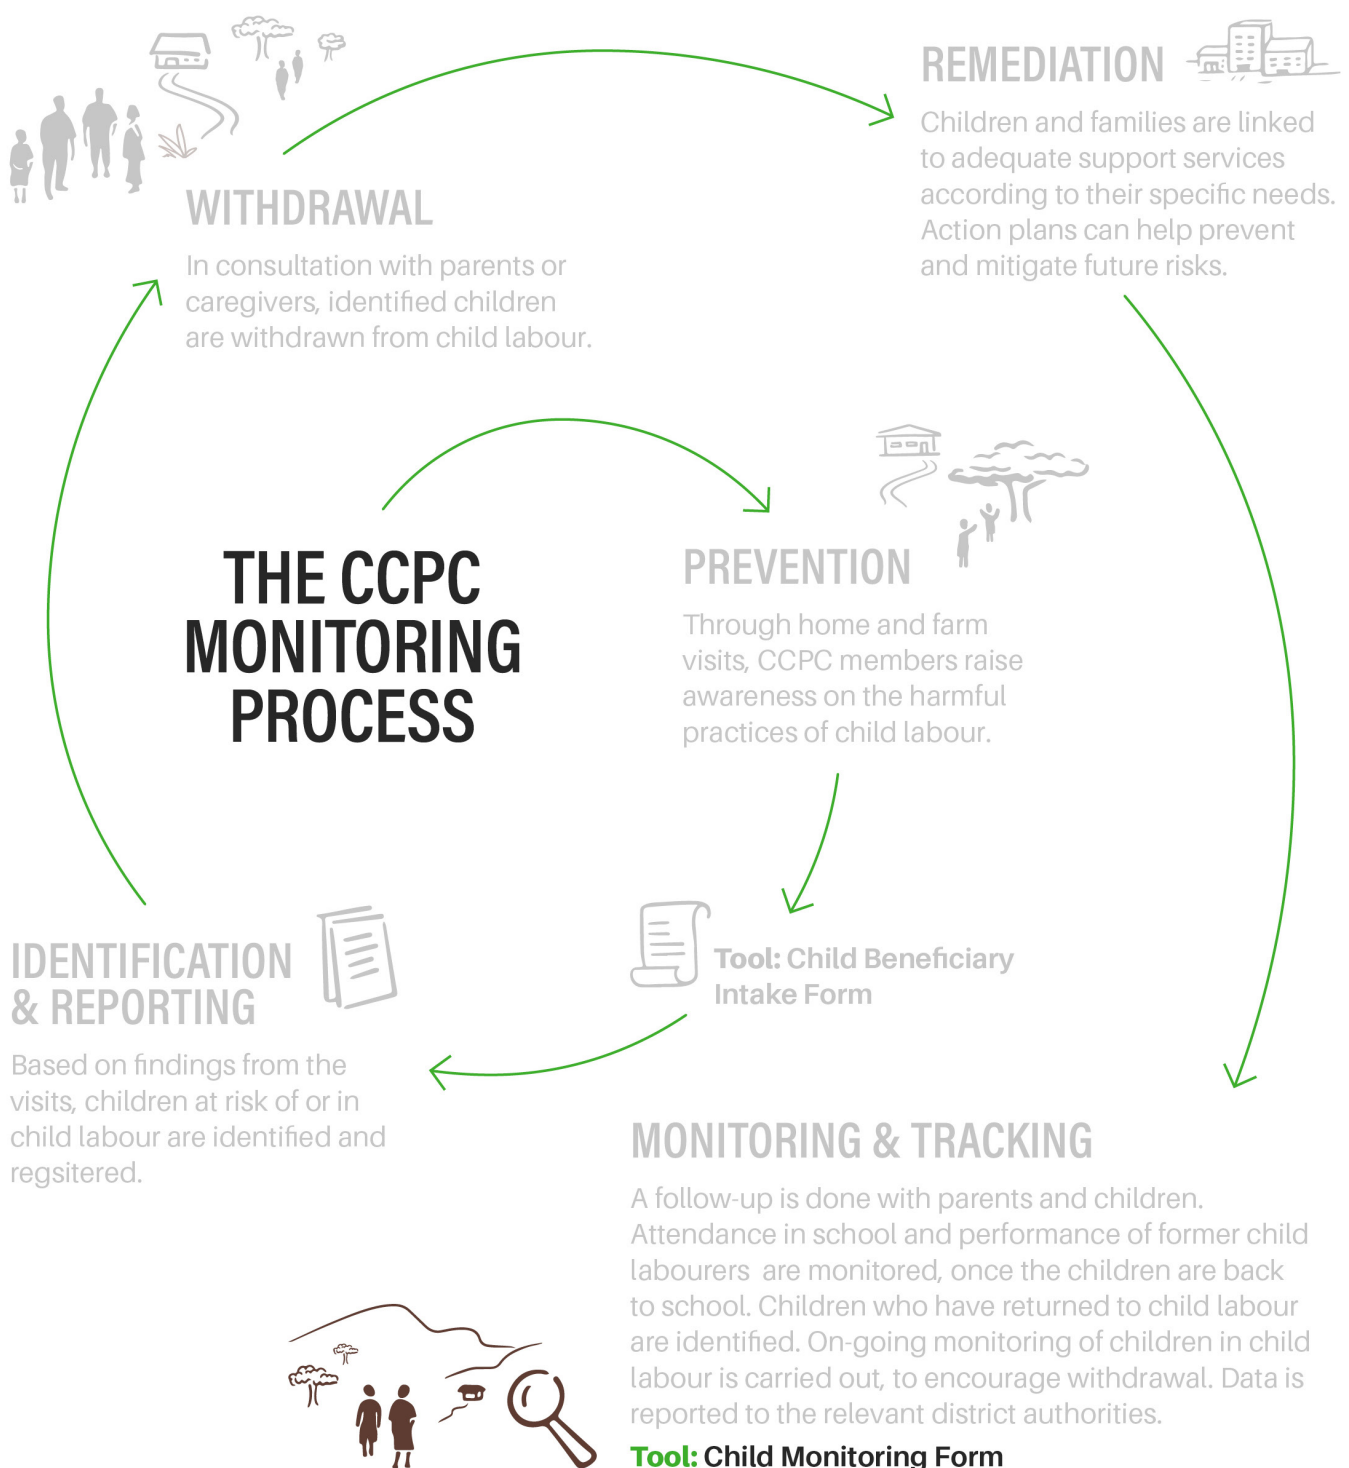 THE CCPC
MONITORING
PROCESS
PREVENTION
Through home and farm
visits, CCPC members raise
awareness on the harmful
practices of child labour.
Tool: Child Beneficiary
Intake Form
IDENTIFICATION
& REPORTING
Based on findings from the
visits, children at risk of or in
child labour are identified and
regsitered.
WITHDRAWAL
In consultation with parents or
caregivers, identified children
are withdrawn from child labour.
REMEDIATION
Children and families are linked
to adequate support services
according to their specific needs.
Action plans can help prevent
and mitigate future risks.
MONITORING & TRACKING
A follow-up is done with parents and children.
Attendance in school and performance of former child
labourers are monitored, once the children are back
to school. Children who have returned to child labour
are identified. On-going monitoring of children in child
labour is carried out, to encourage withdrawal. Data is
reported to the relevant district authorities.
Tool: Child Monitoring Form